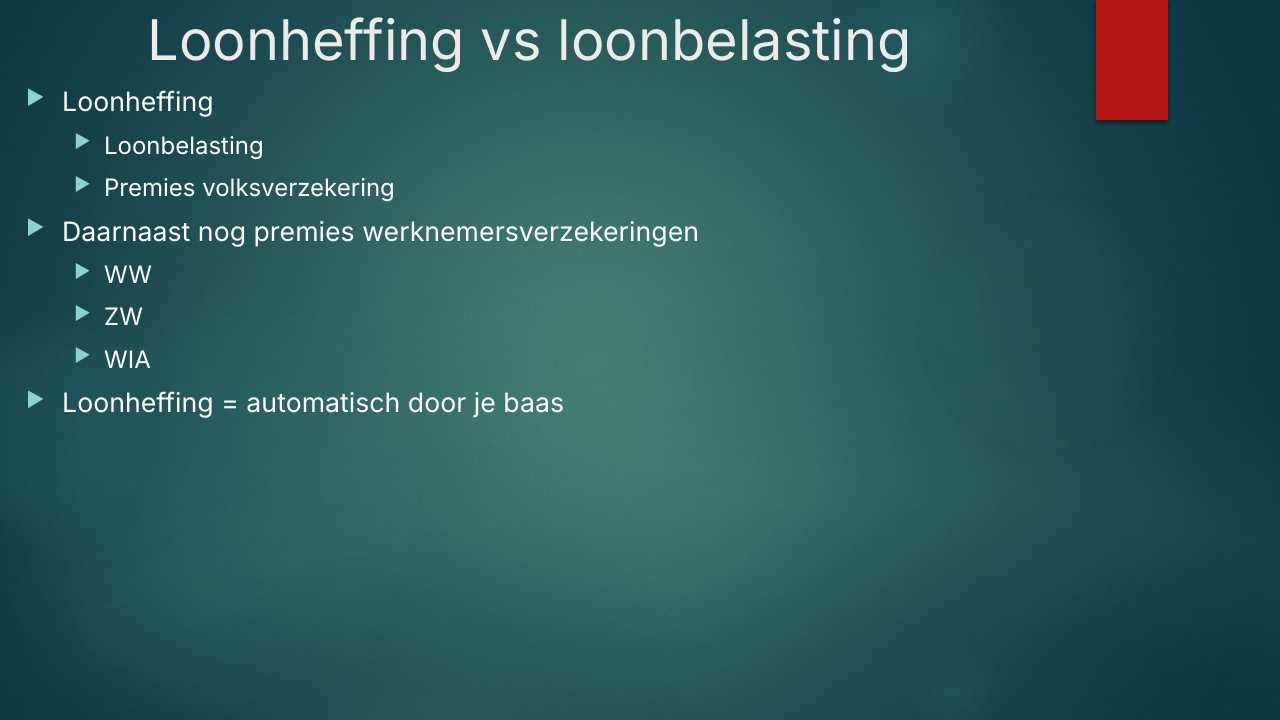 Loonheffing vs loonbelasting
Loonheffing
Loonbelasting
Premies volksverzekering
Daarnaast nog premies werknemersverzekeringen
WW
ZW
WIA
Loonheffing = automatisch door je baas